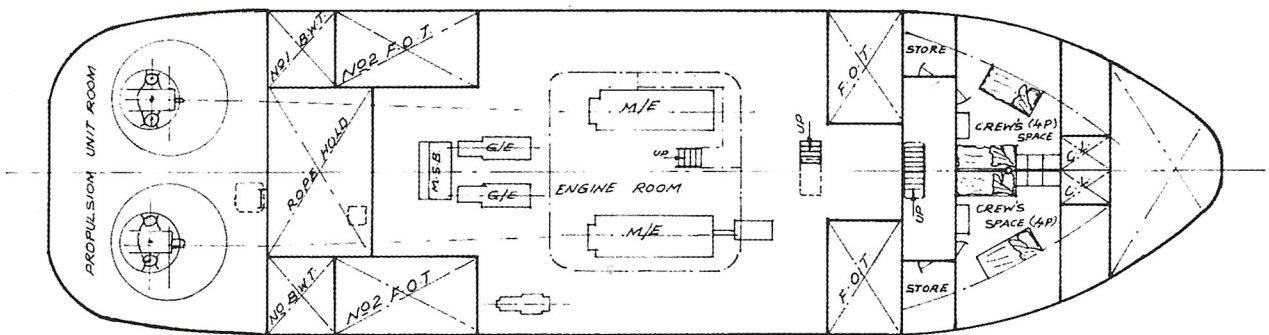 PROPULSION UNIT ROOM
No1 B.W.T.
No2 F.O.T
ROPE HOLD
No B.W.T.
No2 F.O.T
M.S.B.
G/E
G/E
M/E
UP
ENGINE ROOM
M/E
F.O.T
UP
F.O.T
STORE
UP
STORE
CREW'S (4P)
SPACE
CREW'S
SPACE (4P)
C.L
C.L